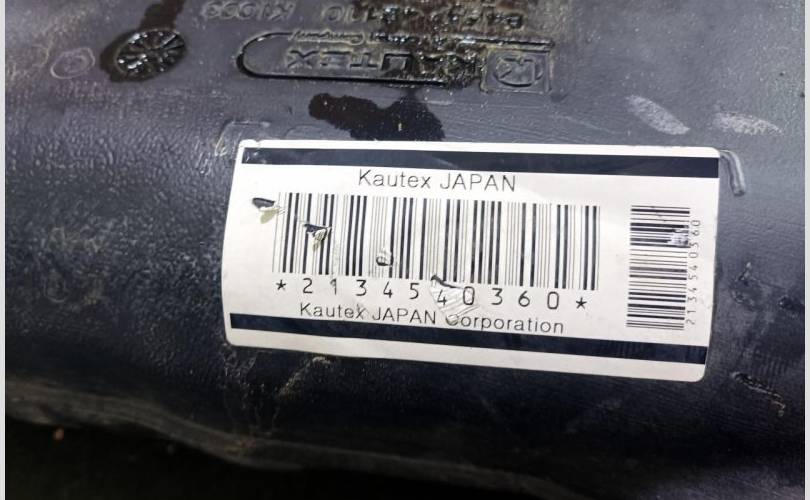 KAUTEX
Kautex JAPAN
*2134540360*
Kautex JAPAN Corporation
2134540360